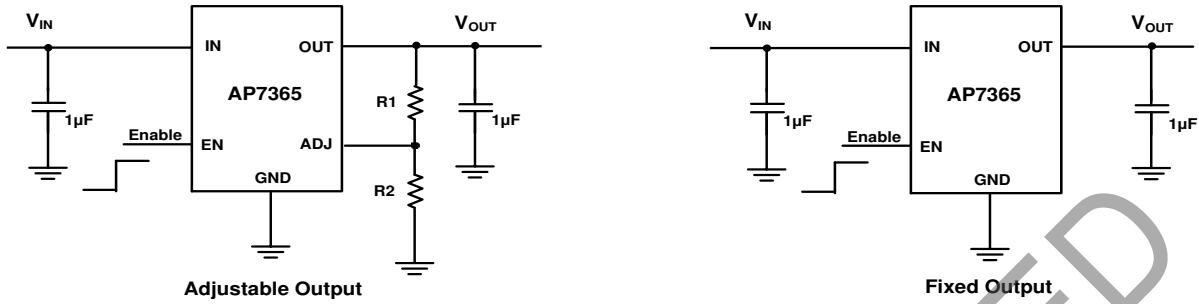 VIN
IN
OUT
VOUT
AP7365
R1
1µF
1µF
Enable
EN
ADJ
GND
R2
Adjustable Output
VIN
IN
OUT
VOUT
AP7365
1µF
1µF
Enable
EN
GND
Fixed Output
ED